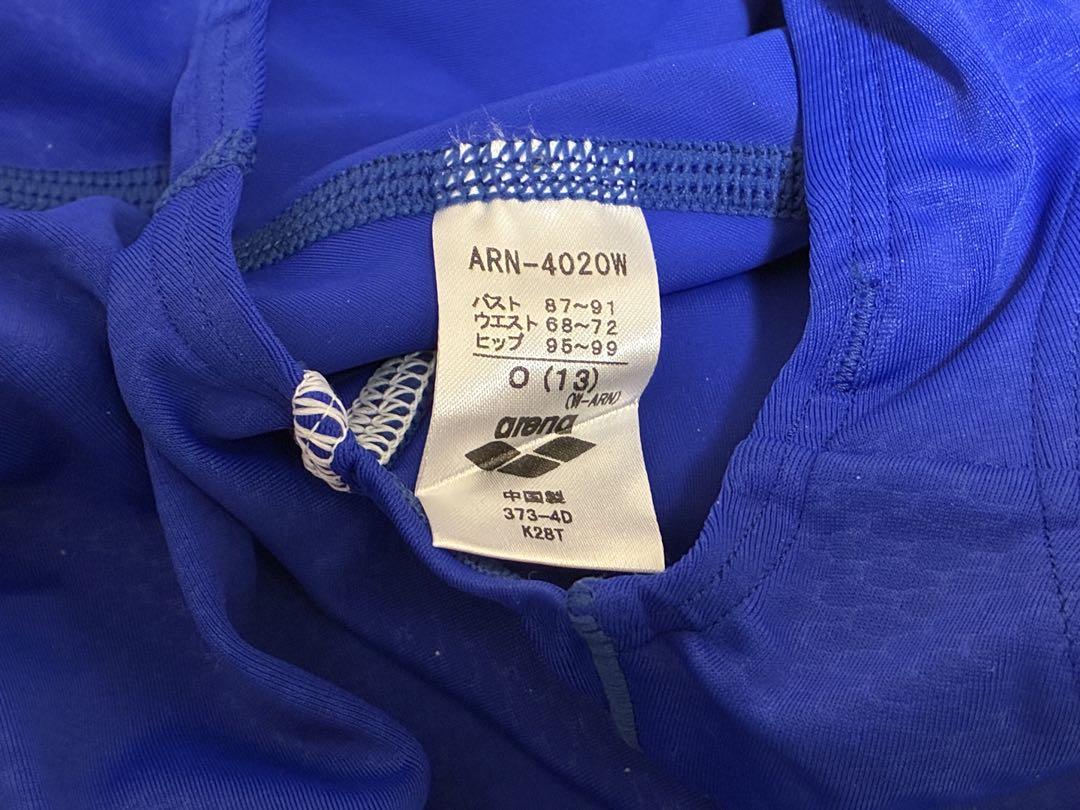 ARN-4020W
バスト 87〜91
ウエスト 68〜72
ヒップ 95〜99
O (13)
(W-ARN)
arena
中国製
373-4D
K28T